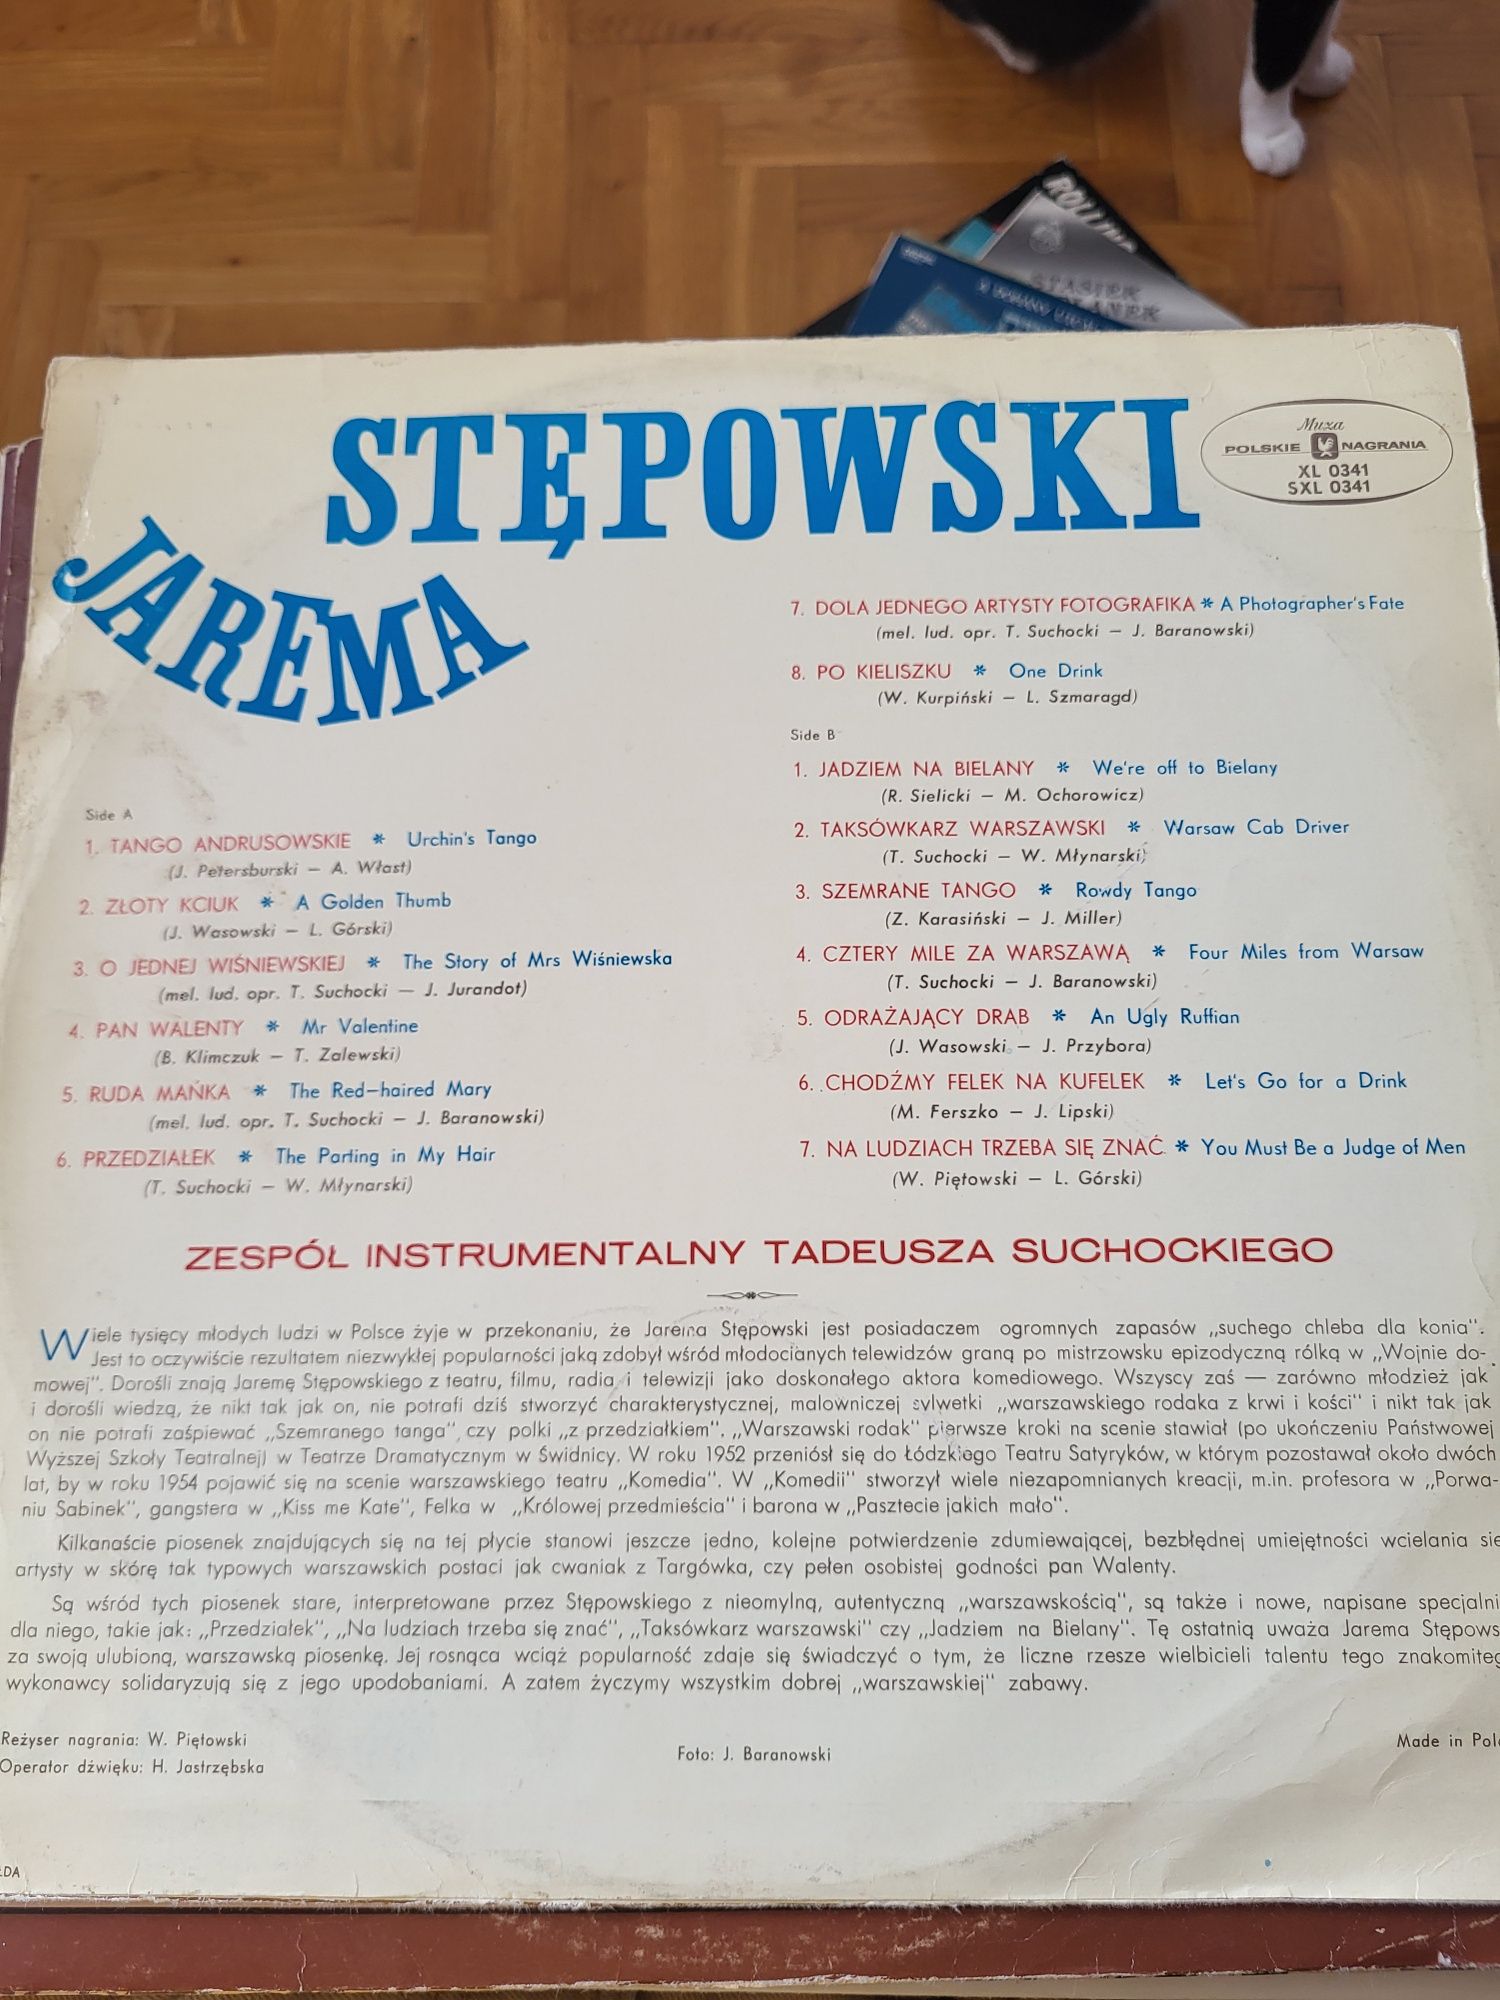 ROLLING
STASIEK
STĘPOWSKI
JAREMA
Muza
POLSKIE NAGRANIA
XL 0341
SXL 0341
Side A
1. TANGO ANDRUSOWSKIE * Urchin's Tango
(J. Petersburski – A. Włast)
2. ZŁOTY KCIUK * A Golden Thumb
(J. Wasowski – L. Górski)
3. O JEDNEJ WIŚNIEWSKIEJ * The Story of Mrs Wiśniewska
(mel. lud. opr. T. Suchocki — J. Jurandot)
4. PAN WALENTY * Mr Valentine
(B. Klimczuk – T. Zalewski)
5. RUDA MAŃKA * The Red-haired Mary
(mel. lud. opr. T. Suchocki – J. Baranowski)
6. PRZEDZIAŁEK * The Parting in My Hair
(T. Suchocki – W. Młynarski)
7. DOLA JEDNEGO ARTYSTY FOTOGRAFIKA * A Photographer's Fate
(mel. lud. opr. T. Suchocki – J. Baranowski)
8. PO KIELISZKU * One Drink
(W. Kurpiński – L. Szmaragd)
Side B
1. JADZIEM NA BIELANY * We're off to Bielany
(R. Sielicki – M. Ochorowicz)
2. TAKSÓWKARZ WARSZAWSKI * Warsaw Cab Driver
(T. Suchocki – W. Młynarski)
3. SZEMRANE TANGO * Rowdy Tango
(Z. Karasiński – J. Miller)
4. CZTERY MILE ZA WARSZAWĄ * Four Miles from Warsaw
(T. Suchocki – J. Baranowski)
5. ODRAŻAJĄCY DRAB * An Ugly Ruffian
(J. Wasowski – J. Przybora)
6. CHODŹMY FELEK NA KUFELEK * Let's Go for a Drink
(M. Ferszko – J. Lipski)
7. NA LUDZIACH TRZEBA SIĘ ZNAĆ * You Must Be a Judge of Men
(W. Piętowski – L. Górski)
ZESPÓŁ INSTRUMENTALNY TADEUSZA SUCHOCKIEGO
Wiele tysięcy młodych ludzi w Polsce żyje w przekonaniu, że Jarema Stępowski jest posiadaczem ogromnych zapasów „suchego chleba dla konia".
Jest to oczywiście rezultatem niezwykłej popularności jaką zdobył wśród młodocianych telewidzów graną po mistrzowsku epizodyczną rólką w „Wojnie do-
mowej". Dorośli znają Jaremę Stępowskiego z teatru, filmu, radia i telewizji jako doskonałego aktora komediowego. Wszyscy zaś — zarówno młodzież jak
i dorośli wiedzą, że nikt tak jak on, nie potrafi dziś stworzyć charakterystycznej, malowniczej sylwetki „warszawskiego rodaka z krwi i kości" i nikt tak jak
on nie potrafi zaśpiewać „Szemranego tanga" czy polki „z przedziałkiem". „Warszawski rodak" pierwsze kroki na scenie stawiał (po ukończeniu Państwowej
Wyższej Szkoły Teatralnej) w Teatrze Dramatycznym w Świdnicy. W roku 1952 przeniósł się do Łódzkiego Teatru Satyryków, w którym pozostawał około dwóch
lat, by w roku 1954 pojawić się na scenie warszawskiego teatru „Komedia". W „Komedii" stworzył wiele niezapomnianych kreacji, m.in. profesora w „Porwa-
niu Sabinek", gangstera w „Kiss me Kate", Felka w „Królowej przedmieścia" i barona w „Pasztecie jakich mało".
Kilkanaście piosenek znajdujących się na tej płycie stanowi jeszcze jedno, kolejne potwierdzenie zdumiewającej, bezbłędnej umiejętności wcielania się
artysty w skórę tak typowych warszawskich postaci jak cwaniak z Targówka, czy pełen osobistej godności pan Walenty.
Są wśród tych piosenek stare, interpretowane przez Stępowskiego z nieomylną, autentyczną „warszawskością", są także i nowe, napisane specjalni
dla niego, takie jak: „Przedziałek", „Na ludziach trzeba się znać", „Taksówkarz warszawski" czy „Jadziem na Bielany". Tę ostatnią uważa Jarema Stępows
za swoją ulubioną, warszawską piosenkę. Jej rosnąca wciąż popularność zdaje się świadczyć o tym, że liczne rzesze wielbicieli talentu tego znakomiteg
wykonawcy solidaryzują się z jego upodobaniami. A zatem życzymy wszystkim dobrej „warszawskiej" zabawy.
Reżyser nagrania: W. Piętowski
Operator dźwięku: H. Jastrzębska
Foto: J. Baranowski
Made in Pola
ŁDA